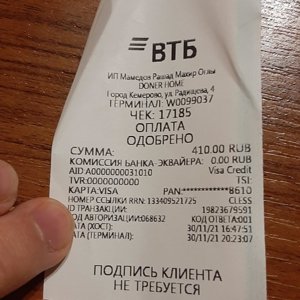 ВТБ
ИП Мамедов Рашад Махир Оглы
DONER HOME
Город Кемерово, ул. Радищева, 4
ТЕРМИНАЛ: W0099037
ЧЕК: 17185
ОПЛАТА
ОДОБРЕНО
СУММА: 410.00 RUB
КОМИССИЯ БАНКА-ЭКВАЙЕРА: 0.00 RUB
AID:A0000000031010 Visa Credit
TVR:0000000000 TSI:
КАРТА:VISA PAN:************8610
НОМЕР ССЫЛКИ RRN: 133409521725 CLESS
ID ТРАНЗАКЦИИ: 19823679591
КОД АВТОРИЗАЦИИ:068632 КОД ОТВЕТА:001
ДАТА (ХОСТ): 30/11/21 16:47:51
ДАТА (ТЕРМИНАЛ): 30/11/21 20:23:07
ПОДПИСЬ КЛИЕНТА
НЕ ТРЕБУЕТСЯ